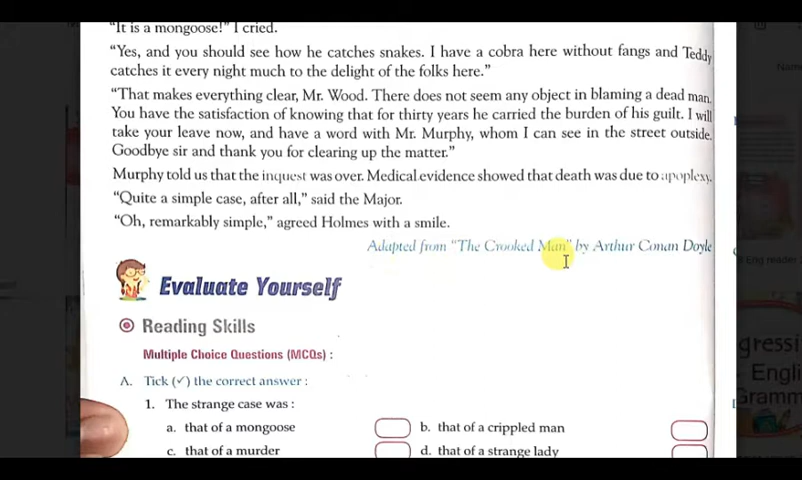 "It is a mongoose!" I cried.
"Yes, and you should see how he catches snakes. I have a cobra here without fangs and Teddy
catches it every night much to the delight of the folks here."
"That makes everything clear, Mr. Wood. There does not seem any object in blaming a dead man.
You have the satisfaction of knowing that for thirty years he carried the burden of his guilt. I will
take your leave now, and have a word with Mr. Murphy, whom I can see in the street outside.
Goodbye sir and thank you for clearing up the matter."
Murphy told us that the inquest was over. Medical evidence showed that death was due to apoplexy.
"Quite a simple case, after all," said the Major.
"Oh, remarkably simple," agreed Holmes with a smile.
Adapted from "The Crooked Man" by Arthur Conan Doyle
Evaluate Yourself
Reading Skills
Multiple Choice Questions (MCQs) :
A. Tick (✓) the correct answer :
1. The strange case was :
a. that of a mongoose b. that of a crippled man
c. that of a murder d. that of a strange lady
Name
Eng reader
gressi
Engli
Gramm